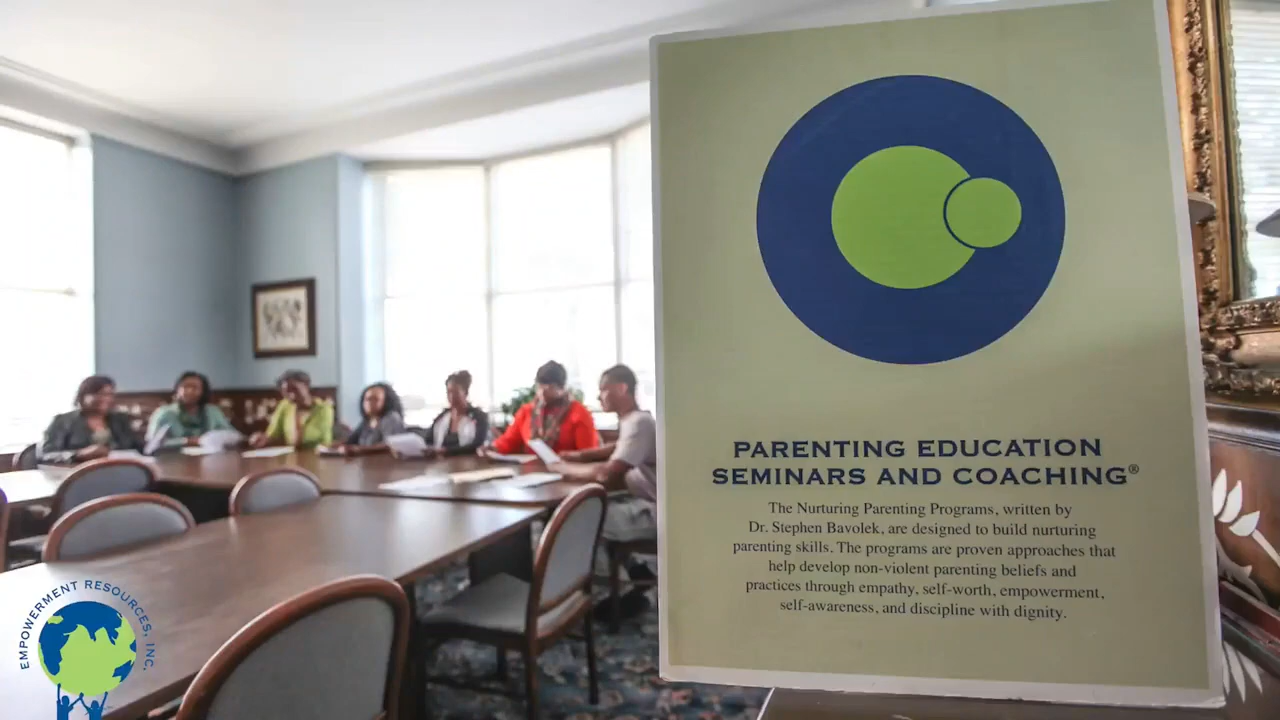 PARENTING EDUCATION
SEMINARS AND COACHING®
The Nurturing Parenting Programs, written by
Dr. Stephen Bavolek, are designed to build nurturing
parenting skills. The programs are proven approaches that
help develop non-violent parenting beliefs and
practices through empathy, self-worth, empowerment,
self-awareness, and discipline with dignity.
EMPOWERMENT RESOURCES, INC.